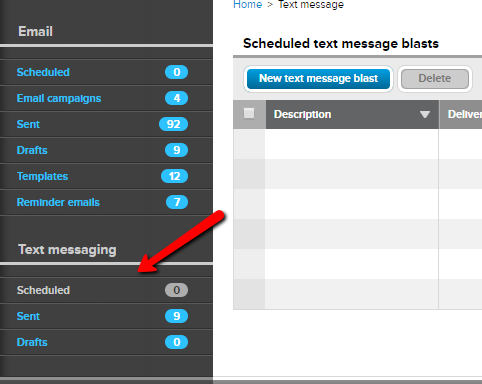 Home > Text message
Email
Scheduled 0
Email campaigns 4
Sent 92
Drafts 9
Templates 12
Reminder emails 7
Text messaging
Scheduled 0
Sent 9
Drafts 0
Scheduled text message blasts
New text message blast Delete
Description Deliver